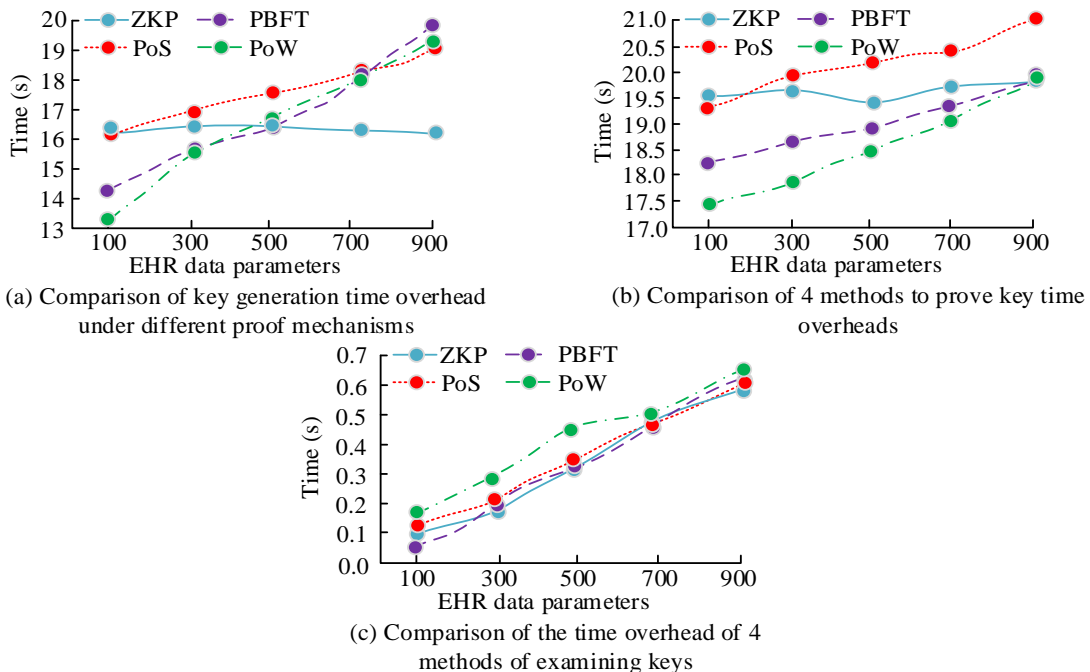 20
19
18
17
16
15
14
13
Time (s)
ZKP
PBFT
PoS
PoW
100 300 500 700 900
EHR data parameters
(a) Comparison of key generation time overhead
under different proof mechanisms
21.0
20.5
20.0
19.5
19.0
18.5
18.0
17.5
17.0
Time (s)
ZKP
PBFT
PoS
PoW
100 300 500 700 900
EHR data parameters
(b) Comparison of 4 methods to prove key time
overheads
0.7
0.6
0.5
0.4
0.3
0.2
0.1
0.0
Time (s)
ZKP
PBFT
PoS
PoW
100 300 500 700 900
EHR data parameters
(c) Comparison of the time overhead of 4
methods of examining keys